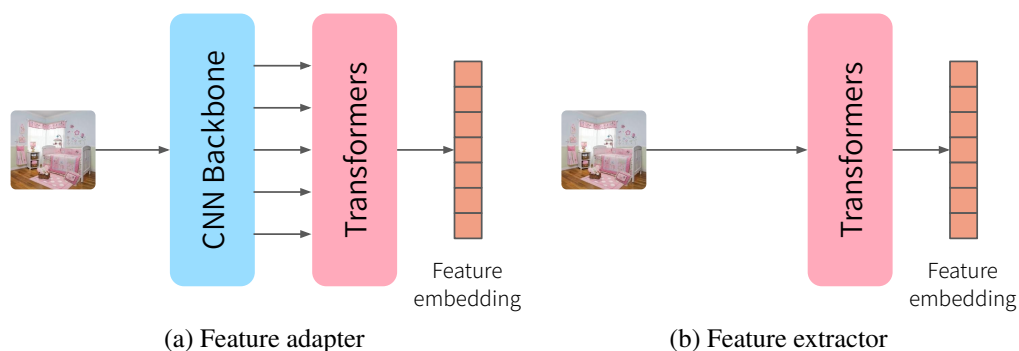 CNN Backbone
Transformers
Feature
embedding
(a) Feature adapter
Transformers
Feature
embedding
(b) Feature extractor